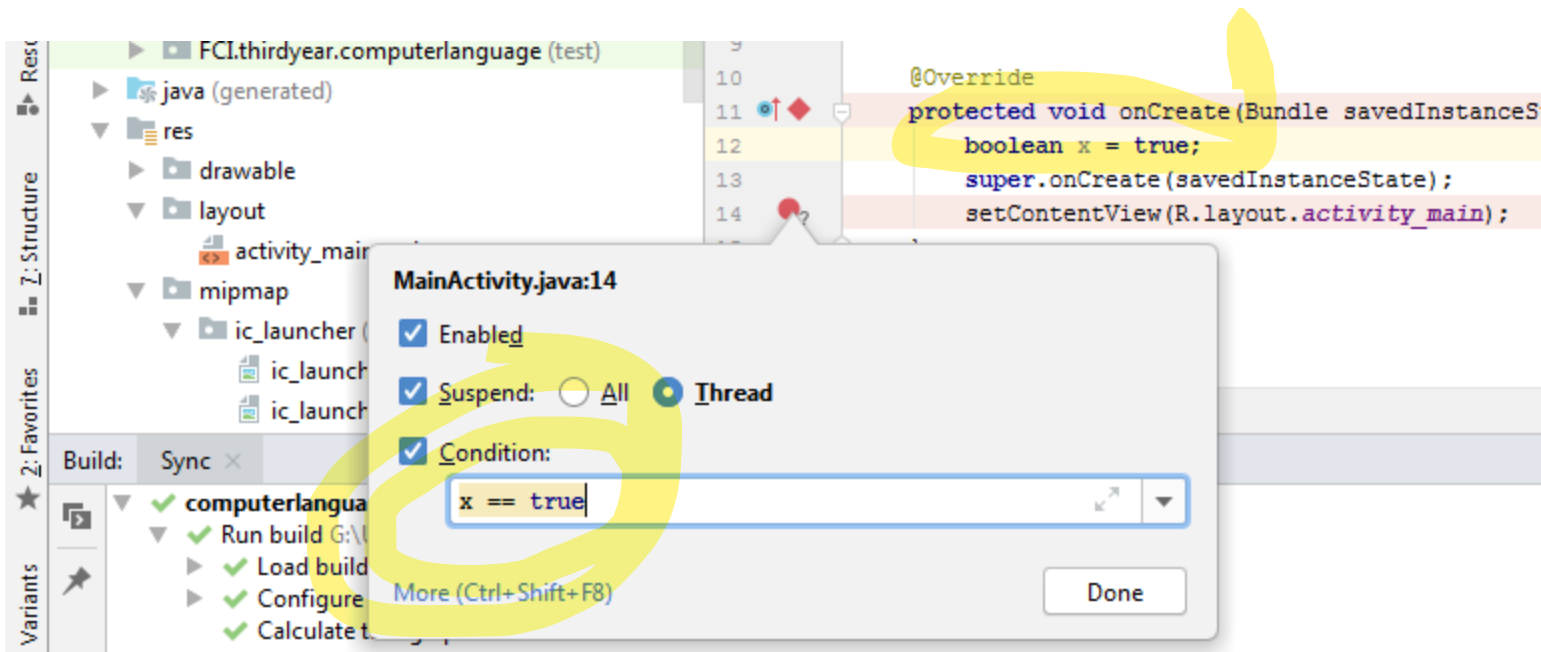 Reso
FCI.thirdyear.computerlanguage (test)
java (generated)
res
drawable
layout
activity_main
mipmap
ic_launcher (
ic_launch
ic_launch
7: Structure
2: Favorites
Variants
9
10 @Override
11 protected void onCreate(Bundle savedInstanceS
12 boolean x = true;
13 super.onCreate(savedInstanceState);
14 setContentView(R.layout.activity_main);
?
MainActivity.java:14
Enabled
Suspend: All Thread
Condition:
x == true
More (Ctrl+Shift+F8) Done
Build: Sync ×
computerlangua
Run build G:\
Load build
Configure
Calculate t